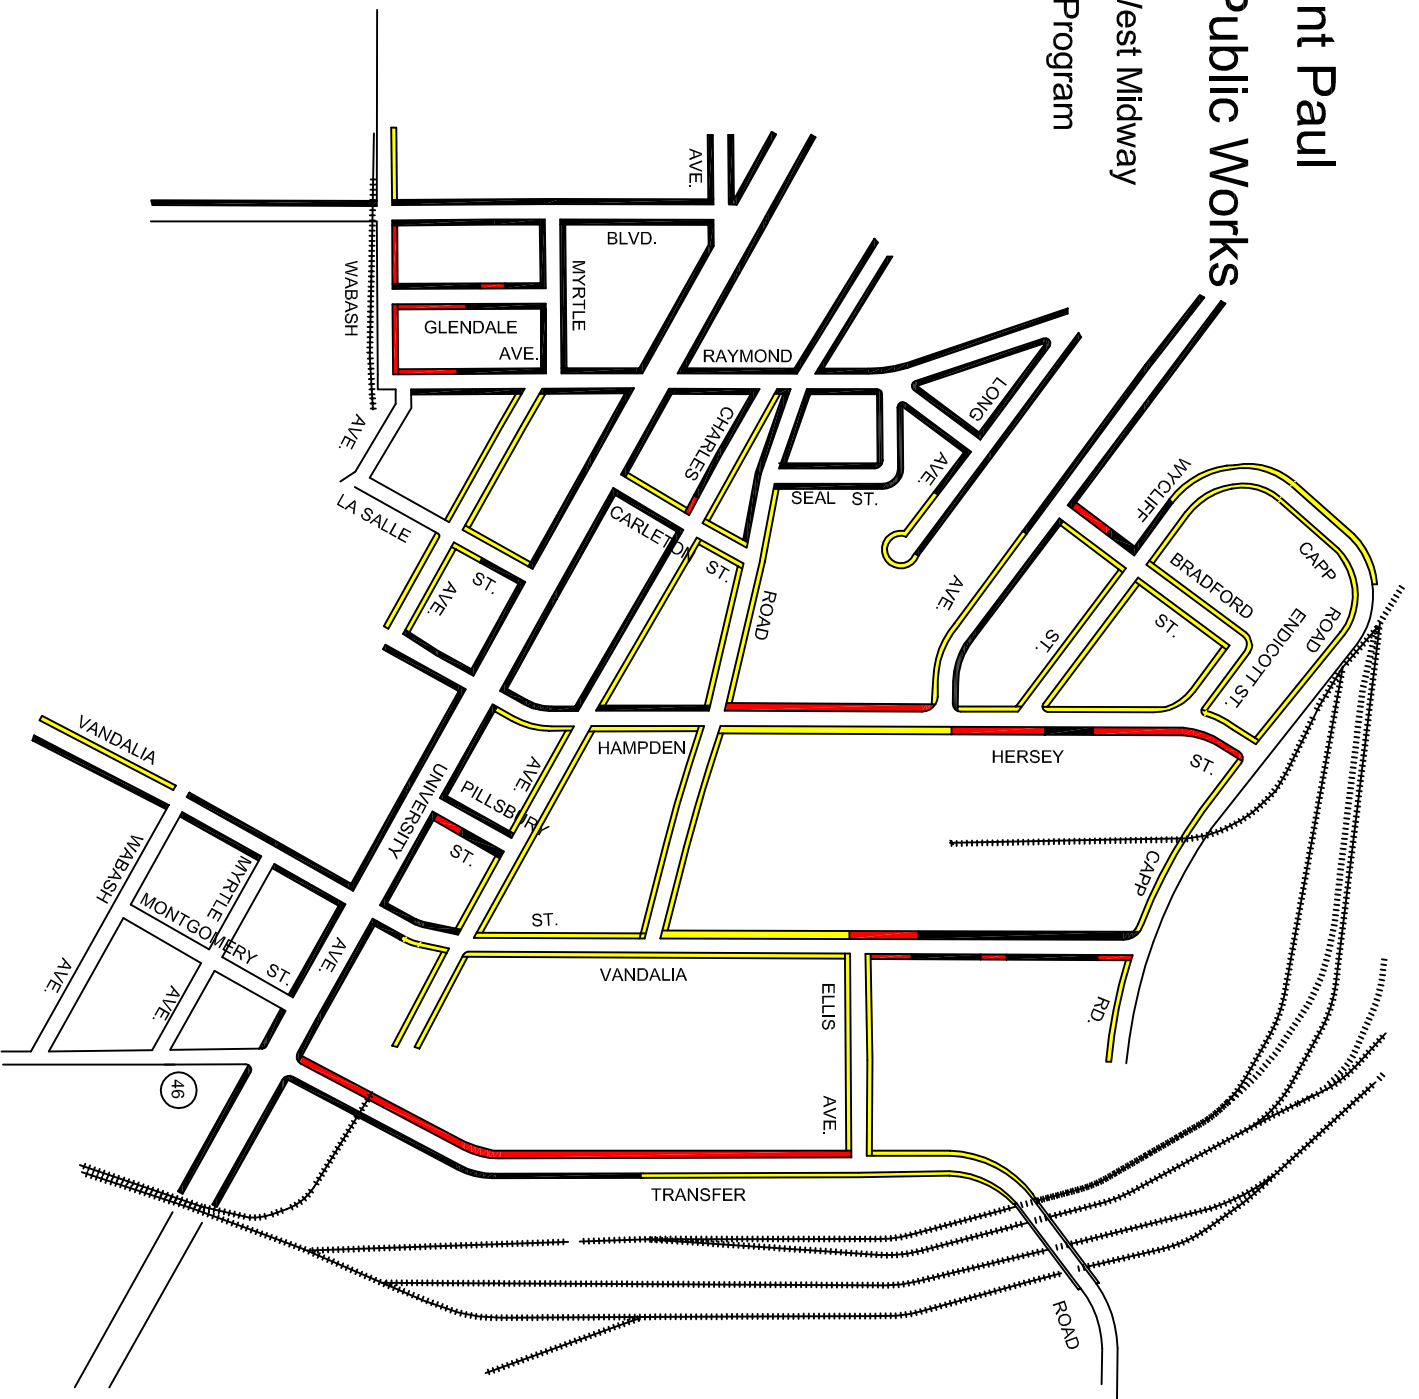 nt Paul
Public Works
West Midway
Program
AVE.
BLVD.
MYRTLE
WABASH
GLENDALE
AVE.
RAYMOND
LONG
AVE.
CHARLES
SEAL ST.
WYCLIFF
AVE.
LA SALLE
ST.
AVE.
CARLETON
ST.
ROAD
AVE.
ST.
BRADFORD
ST.
CAPP
ROAD
ENDICOTT ST.
HAMPDEN
HERSEY
ST.
VANDALIA
UNIVERSITY
AVE.
PILLSBURY
ST.
CAPP
RD.
WABASH
AVE.
MYRTLE
AVE.
MONTGOMERY ST.
AVE.
ST.
VANDALIA
ELLIS
AVE.
46
TRANSFER
ROAD